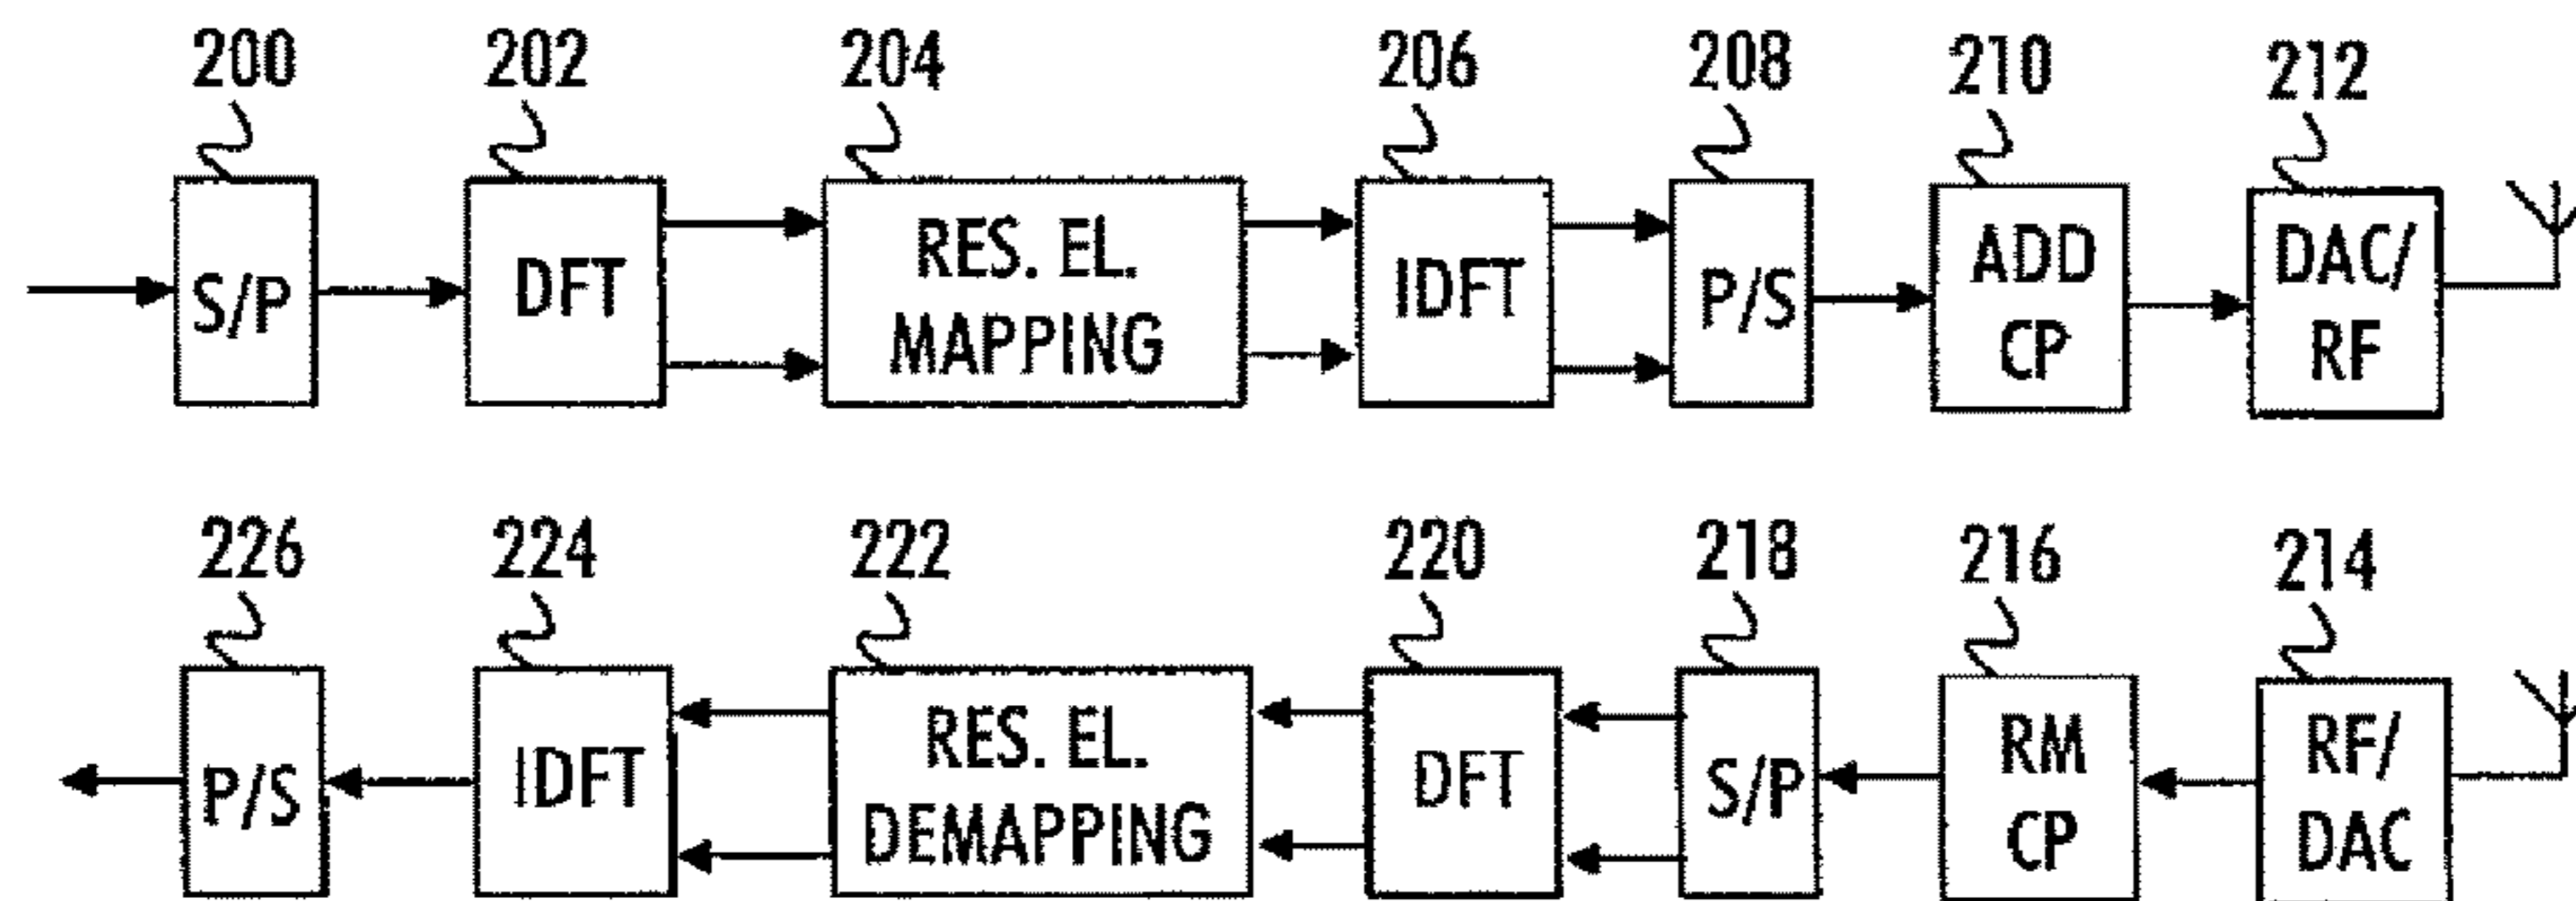 200 202 204 206 208 210 212
S/P DFT RES. EL. MAPPING IDFT P/S ADD CP DAC/ RF
226 224 222 220 218 216 214
P/S IDFT RES. EL. DEMAPPING DFT S/P RM CP RF/ DAC